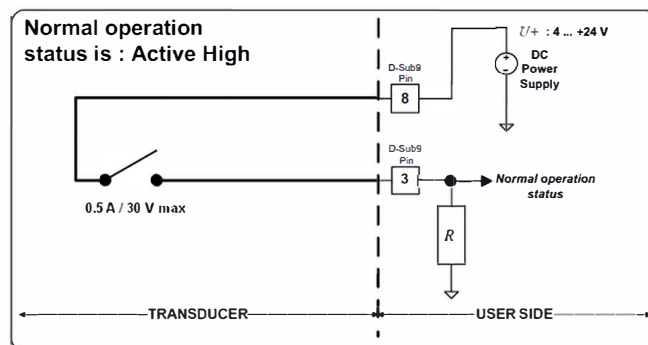 Normal operation
status is : Active High
U+ : 4 ... +24 V
D-Sub9
Pin
8
DC
Power
Supply
D-Sub9
Pin
3
Normal operation
status
0.5 A / 30 V max
R
TRANSDUCER
USER SIDE